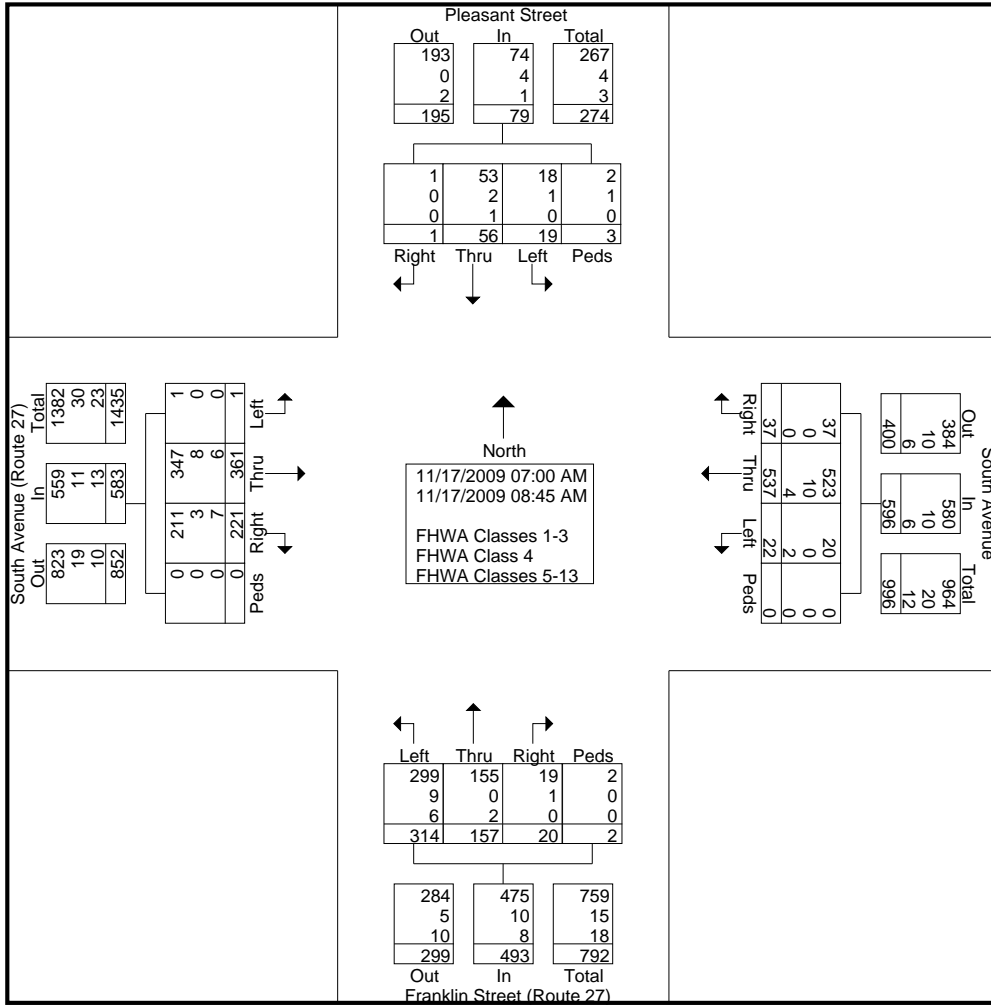 Pleasant Street
Out In Total
193 74 267
0 4 4
2 1 3
195 79 274
1 53 18 2
0 2 1 1
0 1 0 0
1 56 19 3
Right Thru Left Peds
South Avenue (Route 27)
Total
1382
30
23
1435
In
559
11
13
583
Out
823
19
10
852
1 0 0 1 Left
347 8 6 361 Thru
211 3 7 221 Right
0 0 0 0 Peds
North
11/17/2009 07:00 AM
11/17/2009 08:45 AM
FHWA Classes 1-3
FHWA Class 4
FHWA Classes 5-13
Right 37 0 0 37
Thru 537 4 10 523
Left 22 2 0 20
Peds 0 0 0 0
South Avenue
Out
384
10
6
400
In
580
10
6
596
Total
964
20
12
996
Left Thru Right Peds
299 155 19 2
9 0 1 0
6 2 0 0
314 157 20 2
284 475 759
5 10 15
10 8 18
299 493 792
Out In Total
Franklin Street (Route 27)